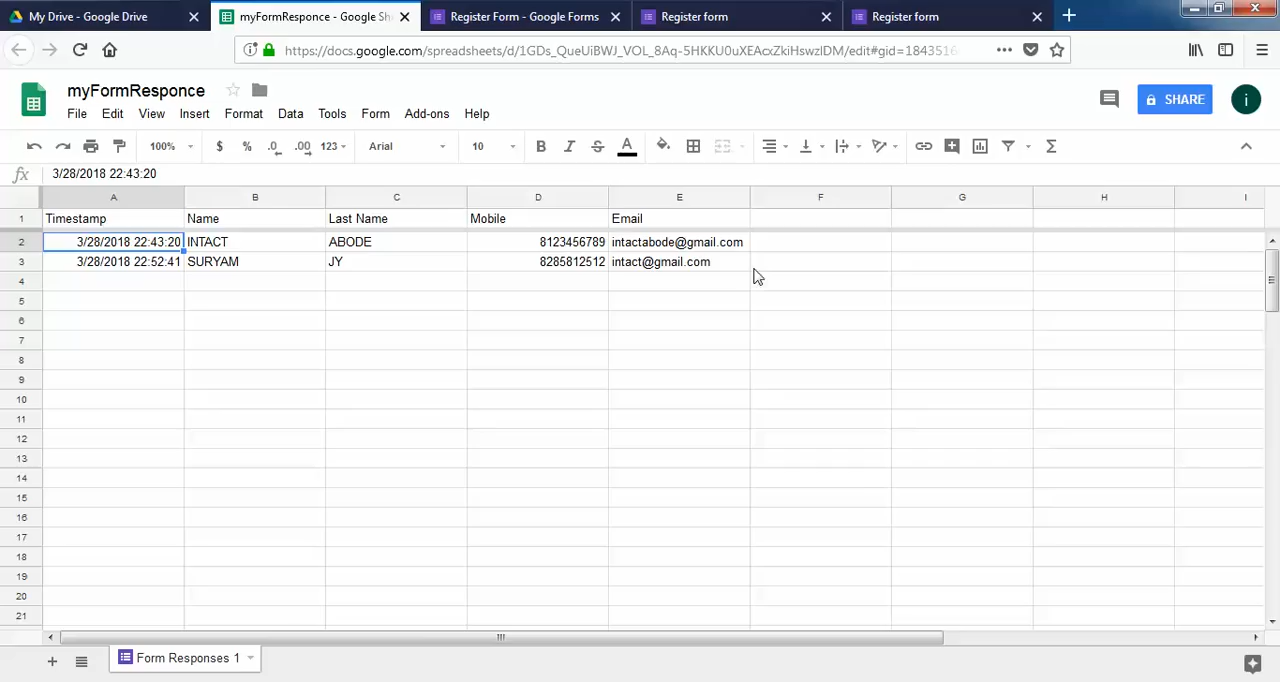 My Drive - Google Drive
myFormResponce - Google Sh
Register Form - Google Forms
Register form
Register form
https://docs.google.com/spreadsheets/d/1GDs_QueUiBWJ_VOL_8Aq-5HKKU0uXEAcxZkiHswzlDM/edit#gid=1843516
myFormResponce
SHARE
i
File Edit View Insert Format Data Tools Form Add-ons Help
100% $ % .0 .00 123 Arial 10 B I S A Σ
fx 3/28/2018 22:43:20
A B C D E F G H I
1 Timestamp Name Last Name Mobile Email
2 3/28/2018 22:43:20 INTACT ABODE 8123456789 intactabode@gmail.com
3 3/28/2018 22:52:41 SURYAM JY 8285812512 intact@gmail.com
4
5
6
7
8
9
10
11
12
13
14
15
16
17
18
19
20
21
Form Responses 1